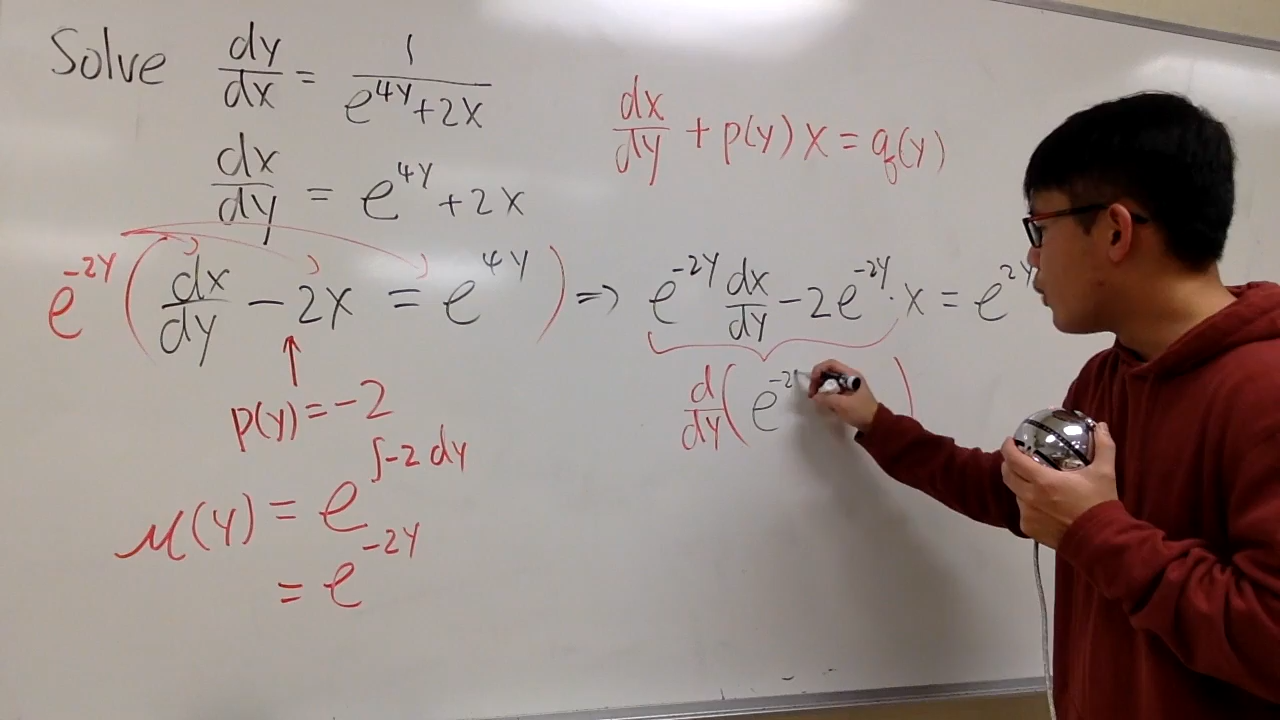 Solve dy/dx = 1/(e^{4y}+2x)
dx/dy = e^{4y}+2x
e^{-2y}(dx/dy - 2x = e^{4y}) => e^{-2y} dx/dy - 2e^{-2y}·x = e^{2y}
p(y) = -2
μ(y) = e^{∫-2 dy}
= e^{-2y}
dx/dy + p(y)x = q(y)
d/dy( e^{-2 )